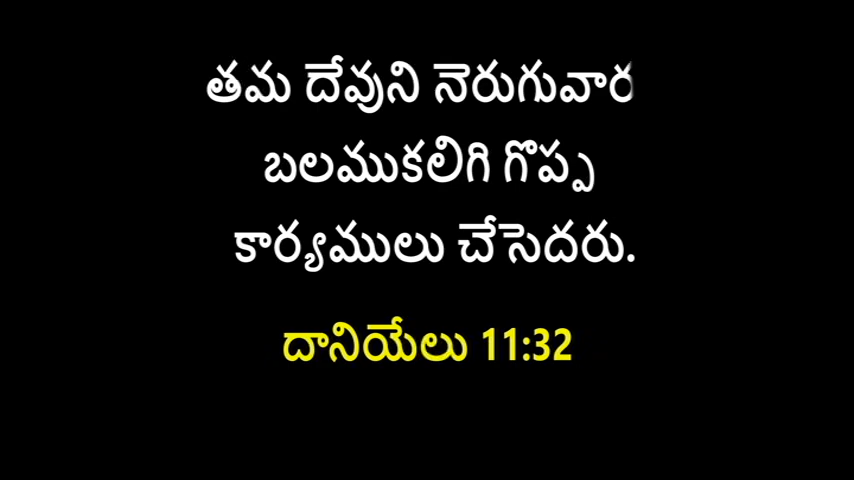 తమ దేవుని నెరుగువార
బలముకలిగి గొప్ప
కార్యములు చేసెదరు.
దానియేలు 11:32